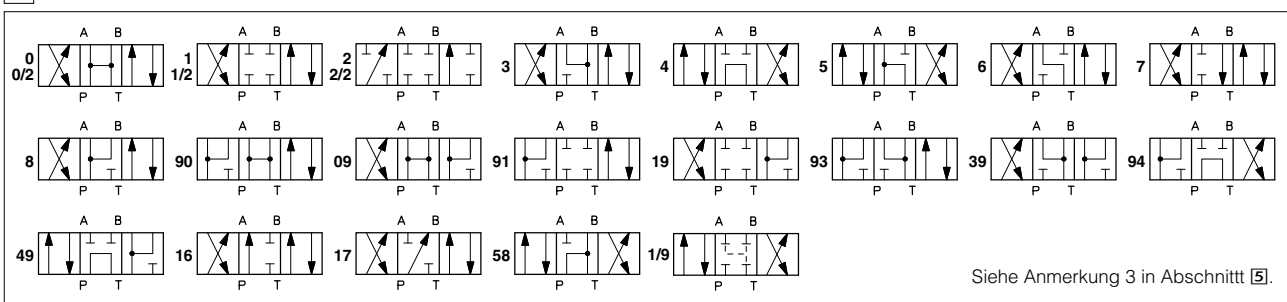 A B A B A B A B A B A B A B A B
0 1 2 3 4 5 6 7
0/2 1/2 2/2
P T P T P T P T P T P T P T P T
A B A B A B A B A B A B A B A B
8 90 09 91 19 93 39 94
P T P T P T P T P T P T P T P T
A B A B A B A B A B
49 16 17 58 1/9
P T P T P T P T P T
Siehe Anmerkung 3 in Abschnittt 5.